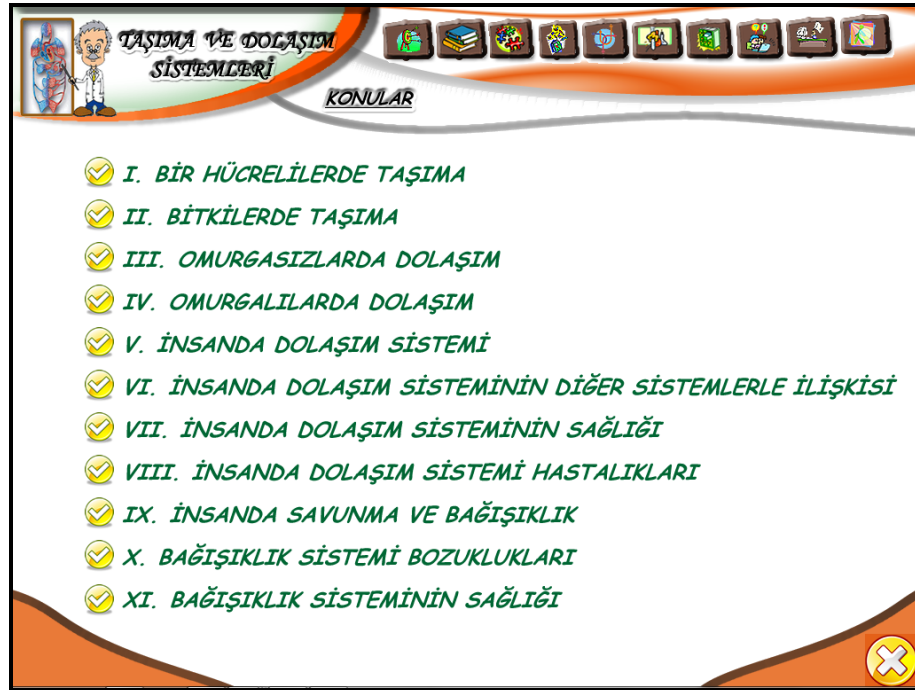 TAŞIMA VE DOLAŞIM
SİSTEMLERİ
KONULAR
I. BİR HÜCRELİLERDE TAŞIMA
II. BİTKİLERDE TAŞIMA
III. OMURGASIZLARDA DOLAŞIM
IV. OMURGALILARDA DOLAŞIM
V. İNSANDA DOLAŞIM SİSTEMİ
VI. İNSANDA DOLAŞIM SİSTEMİNİN DİĞER SİSTEMLERLE İLİŞKİSİ
VII. İNSANDA DOLAŞIM SİSTEMİNİN SAĞLIĞI
VIII. İNSANDA DOLAŞIM SİSTEMİ HASTALIKLARI
IX. İNSANDA SAVUNMA VE BAĞIŞIKLIK
X. BAĞIŞIKLIK SİSTEMİ BOZUKLUKLARI
XI. BAĞIŞIKLIK SİSTEMİNİN SAĞLIĞI